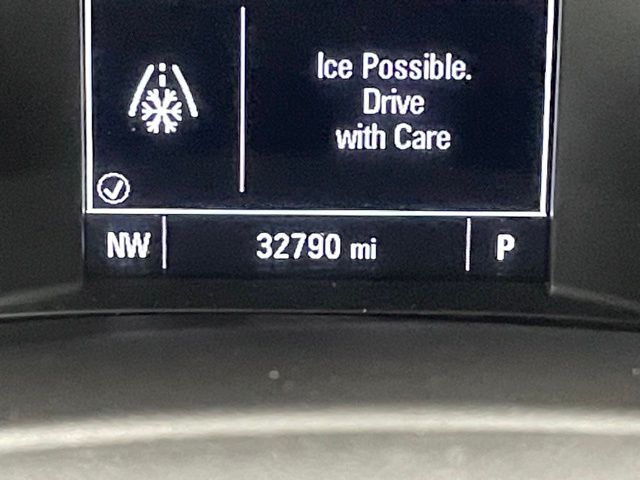 Ice Possible.
Drive
with Care
NW 32790 mi P